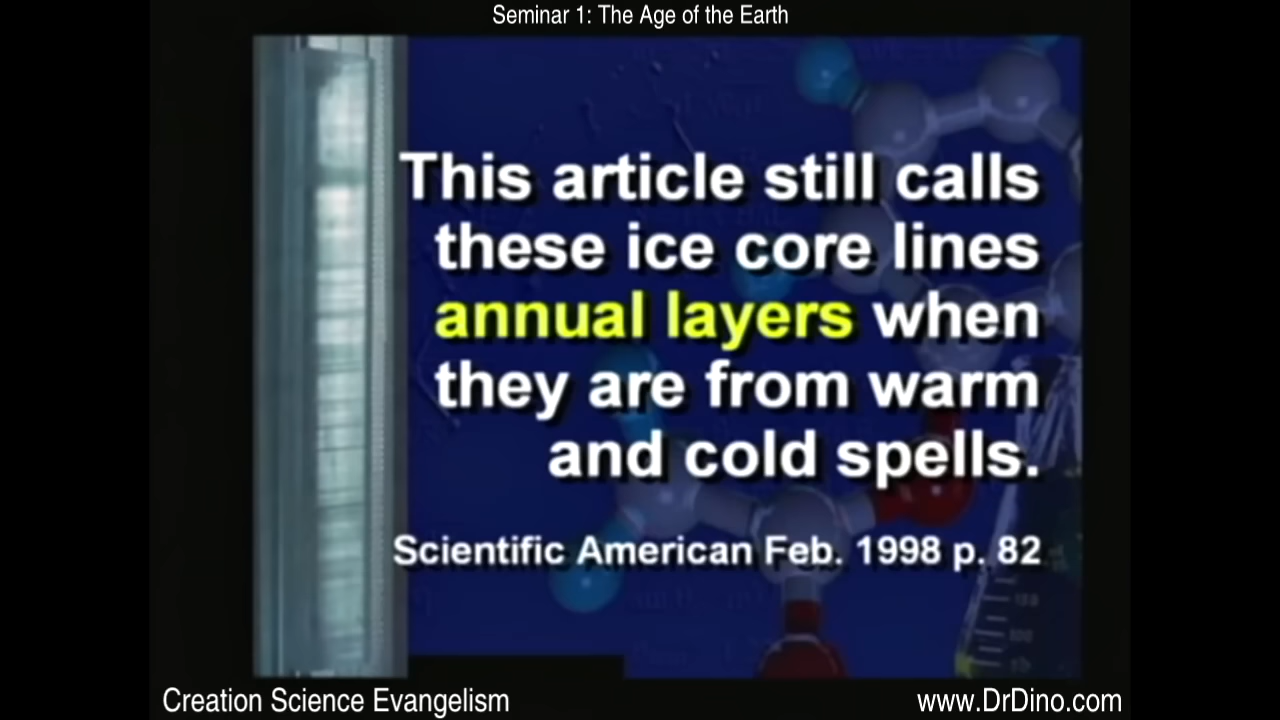 Seminar 1: The Age of the Earth
This article still calls
these ice core lines
annual layers when
they are from warm
and cold spells.
Scientific American Feb. 1998 p. 82
Creation Science Evangelism
www.DrDino.com